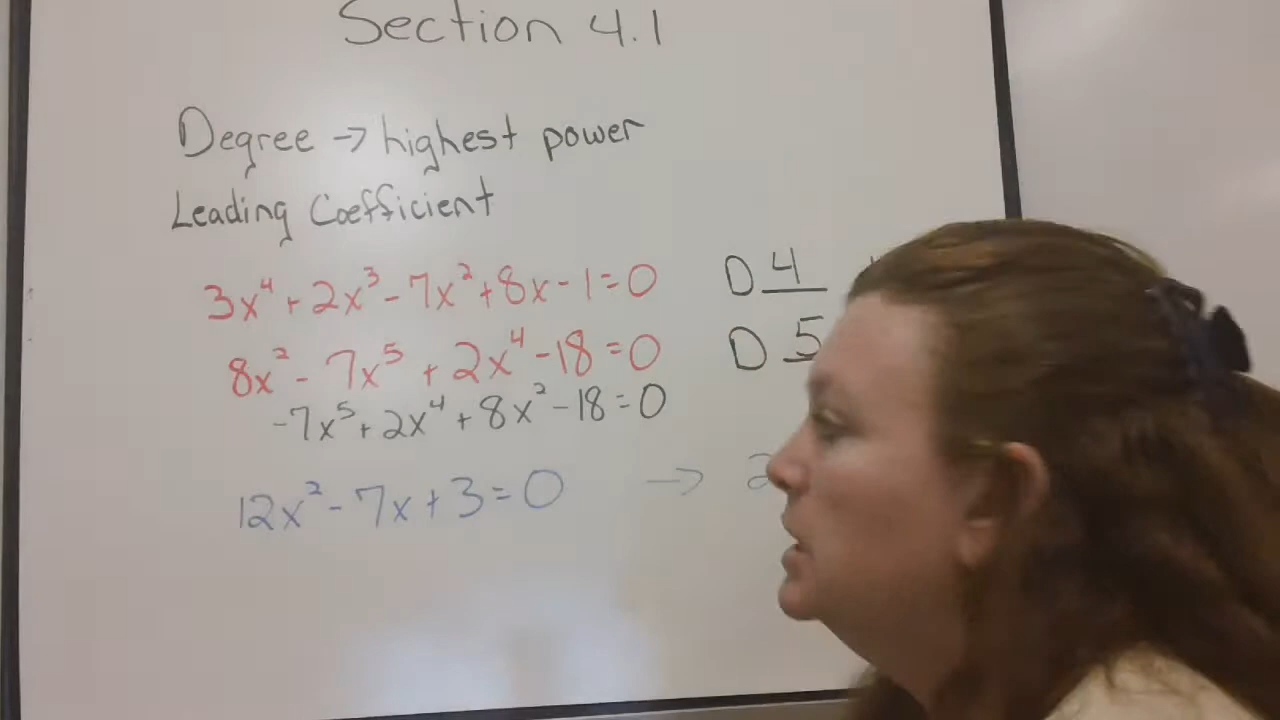 Section 4.1
Degree → highest power
Leading Coefficient
3x⁴ + 2x³ - 7x² + 8x - 1 = 0 D 4
8x² - 7x⁵ + 2x⁴ - 18 = 0 D 5
-7x⁵ + 2x⁴ + 8x² - 18 = 0
12x² - 7x + 3 = 0 → 2